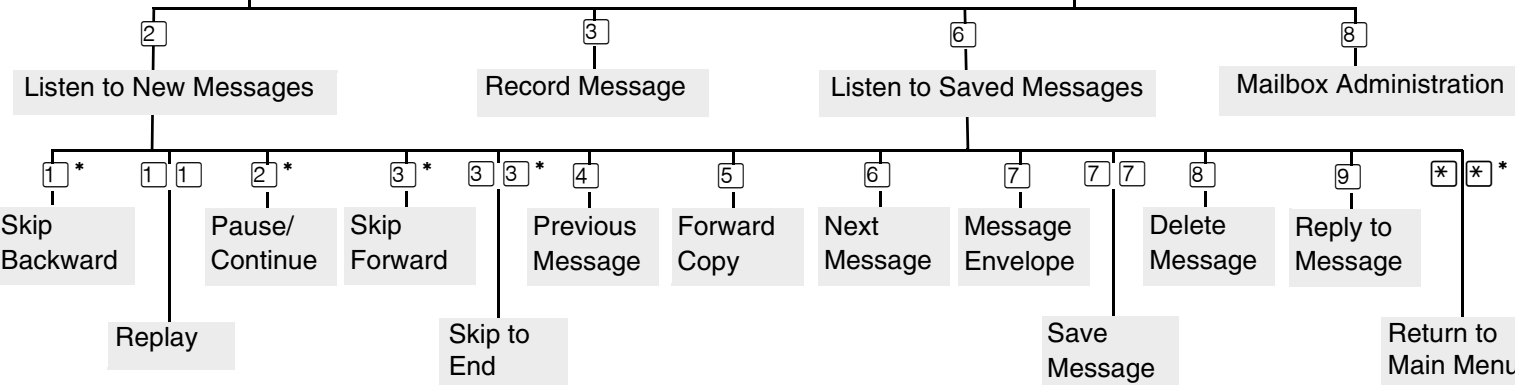 2 3 6 8
Listen to New Messages Record Message Listen to Saved Messages Mailbox Administration
1 * 1 1 2 * 3 * 3 3 * 4 5 6 7 7 7 8 9 * * *
Skip Pause/ Skip Previous Forward Next Message Delete Reply to
Backward Continue Forward Message Copy Message Envelope Message Message
Replay Skip to Save Return to
End Message Main Menu